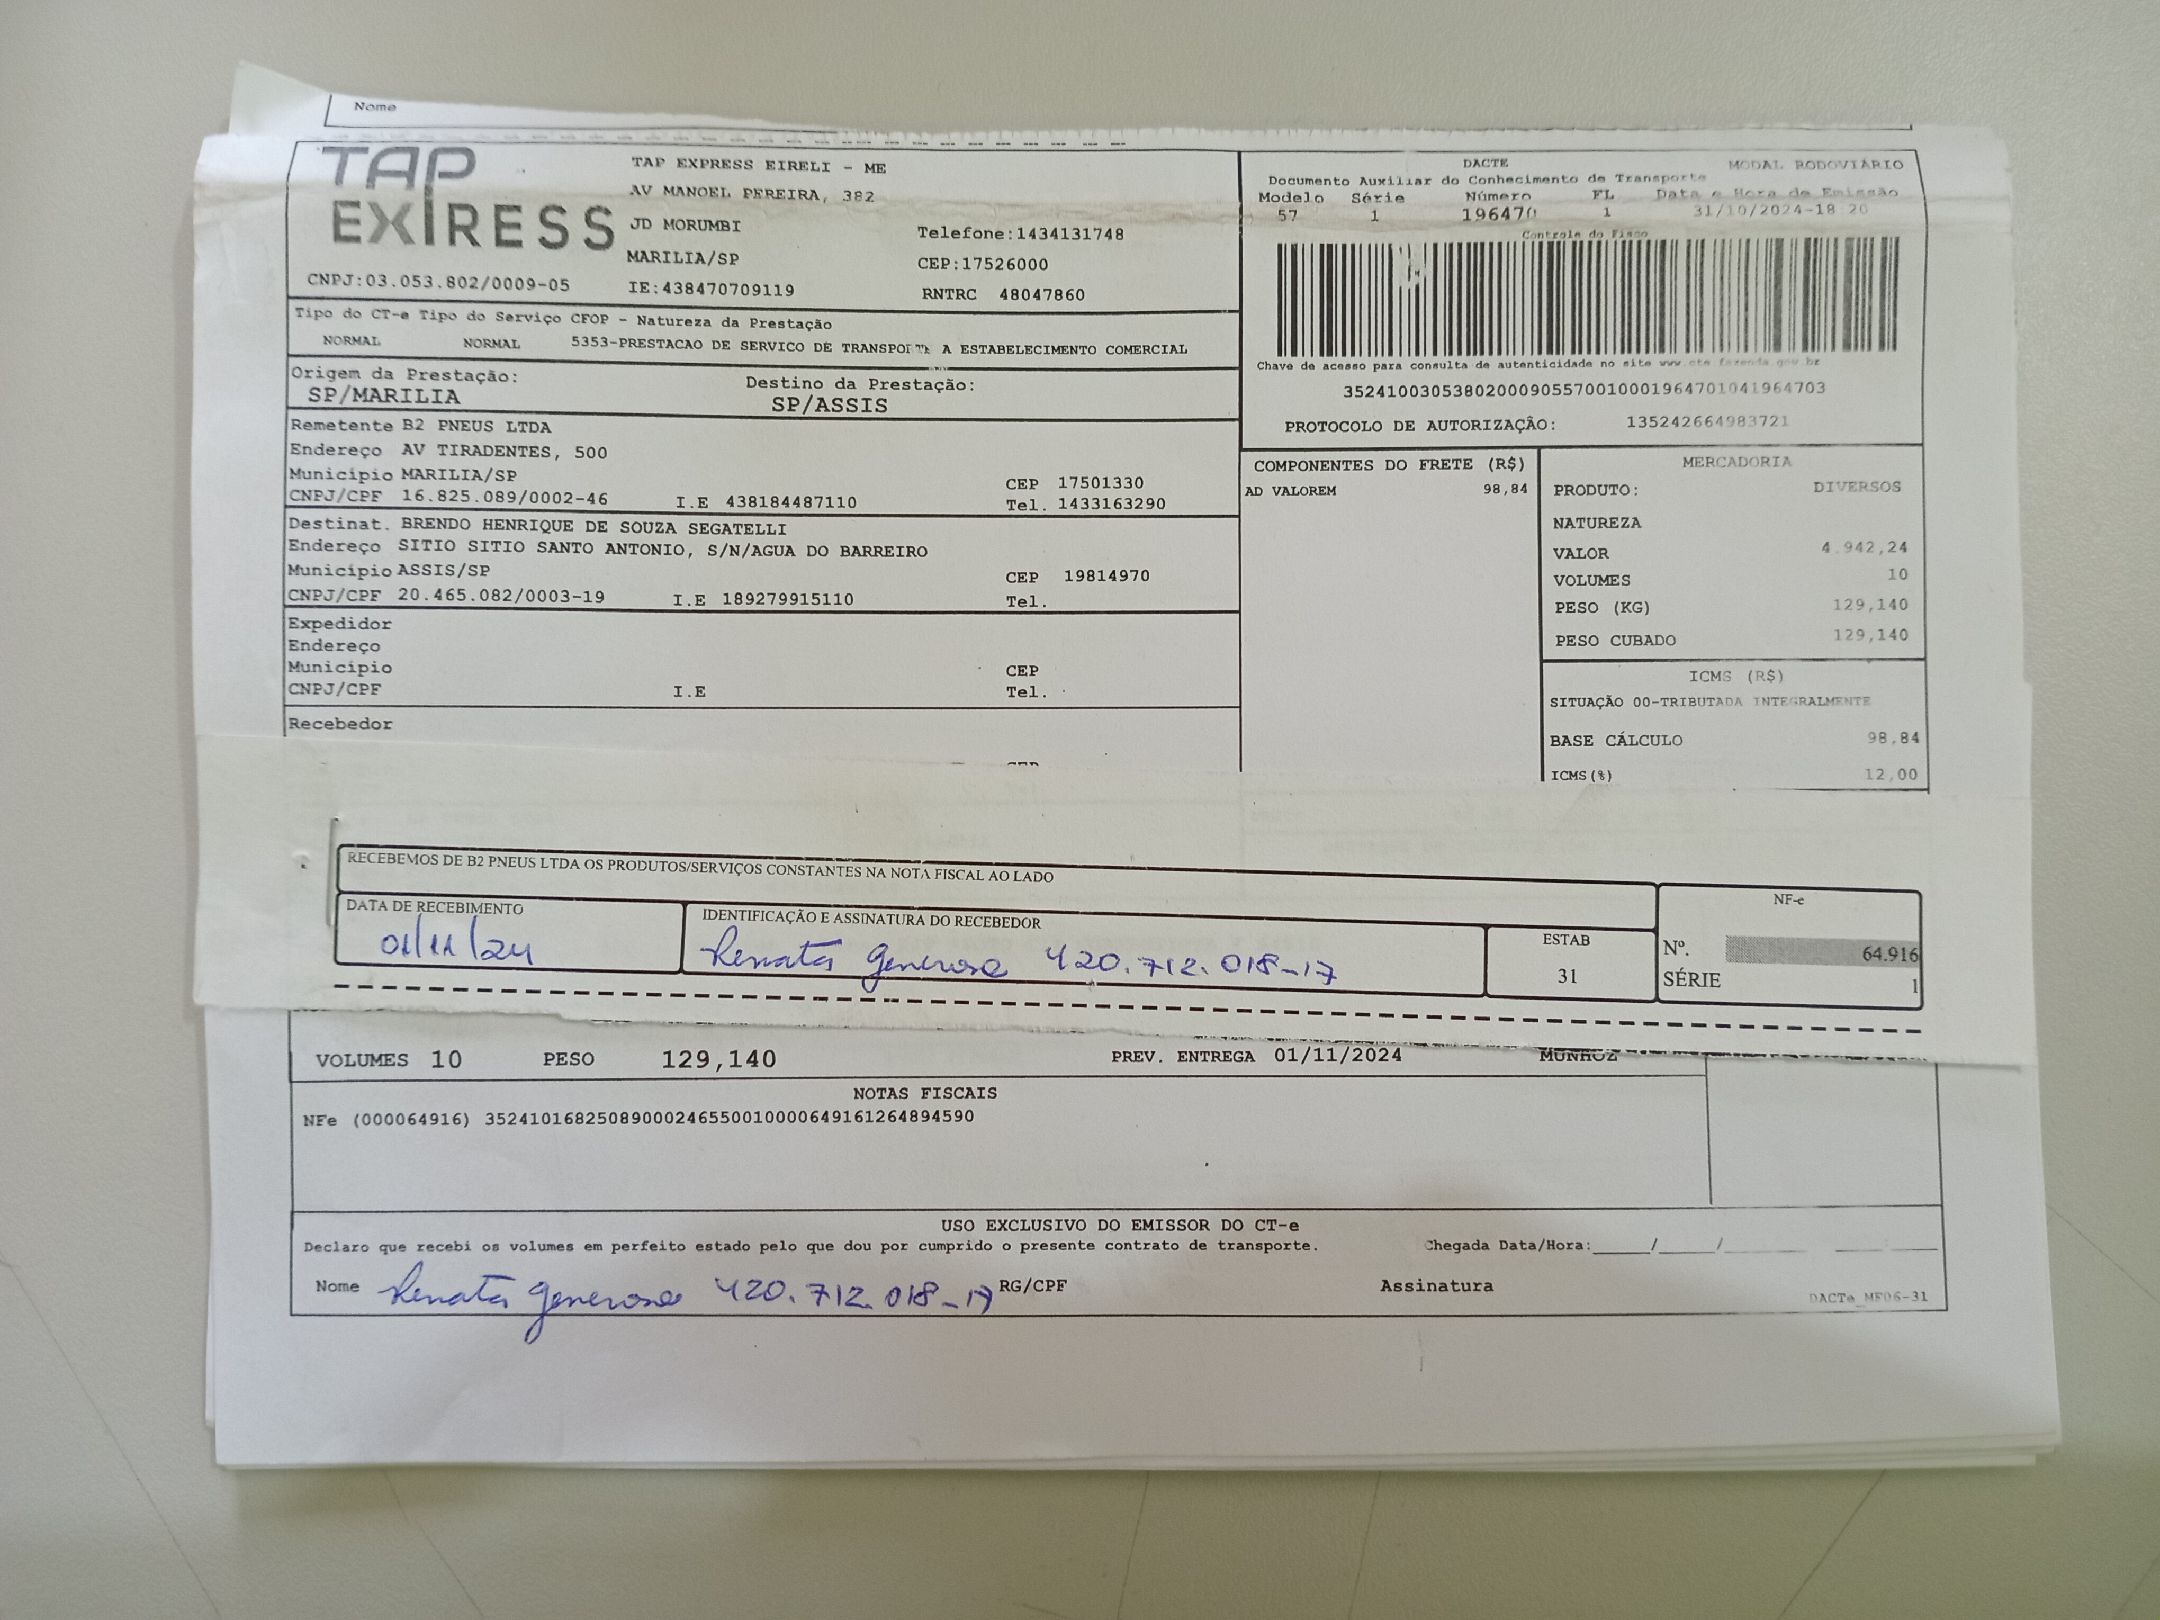 Nome
TAP
EXPRESS
CNPJ:03.053.802/0009-05
TAP EXPRESS EIRELI - ME
AV MANOEL PEREIRA, 382
JD MORUMBI
MARILIA/SP
IE:438470709119
Telefone:1434131748
CEP:17526000
RNTRC 48047860
DACTE MODAL RODOVIÁRIO
Documento Auxiliar do Conhecimento de Transporte
Modelo Série Número FL Data e Hora de Emissão
57 1 196470 1 31/10/2024-18 20
Controle do Fisco
Chave de acesso para consulta de autenticidade no site www.cte fazenda.gov.br
35241003053802000905570010001964701041964703
PROTOCOLO DE AUTORIZAÇÃO: 135242664983721
Tipo do CT-e Tipo do Serviço CFOP - Natureza da Prestação
NORMAL NORMAL 5353-PRESTACAO DE SERVICO DE TRANSPORTE A ESTABELECIMENTO COMERCIAL
Origem da Prestação: Destino da Prestação:
SP/MARILIA SP/ASSIS
Remetente B2 PNEUS LTDA
Endereço AV TIRADENTES, 500
Município MARILIA/SP CEP 17501330
CNPJ/CPF 16.825.089/0002-46 I.E 438184487110 Tel. 1433163290
Destinat. BRENDO HENRIQUE DE SOUZA SEGATELLI
Endereço SITIO SITIO SANTO ANTONIO, S/N/AGUA DO BARREIRO
Município ASSIS/SP CEP 19814970
CNPJ/CPF 20.465.082/0003-19 I.E 189279915110 Tel.
Expedidor
Endereço
Município CEP
CNPJ/CPF I.E Tel.
Recebedor
COMPONENTES DO FRETE (R$)
AD VALOREM 98,84
MERCADORIA
PRODUTO: DIVERSOS
NATUREZA
VALOR 4.942,24
VOLUMES 10
PESO (KG) 129,140
PESO CUBADO 129,140
ICMS (R$)
SITUAÇÃO 00-TRIBUTADA INTEGRALMENTE
BASE CÁLCULO 98,84
ICMS(%) 12,00
RECEBEMOS DE B2 PNEUS LTDA OS PRODUTOS/SERVIÇOS CONSTANTES NA NOTA FISCAL AO LADO
DATA DE RECEBIMENTO
01/11/24
IDENTIFICAÇÃO E ASSINATURA DO RECEBEDOR
Renata Generoso 420.712.018-17
ESTAB
31
NF-e
Nº. 64.916
SÉRIE 1
VOLUMES 10 PESO 129,140 PREV. ENTREGA 01/11/2024 MUNHOZ
NOTAS FISCAIS
NFe (000064916) 35241016825089000246550010000649161264894590
USO EXCLUSIVO DO EMISSOR DO CT-e
Declaro que recebi os volumes em perfeito estado pelo que dou por cumprido o presente contrato de transporte. Chegada Data/Hora:____/____/____
Nome Renata Generoso 420.712.018-17 RG/CPF Assinatura
DACTe_MF06-31